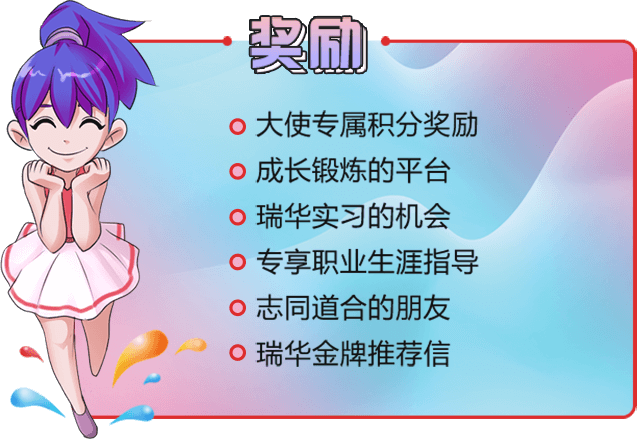 奖励
大使专属积分奖励
成长锻炼的平台
瑞华实习的机会
专享职业生涯指导
志同道合的朋友
瑞华金牌推荐信